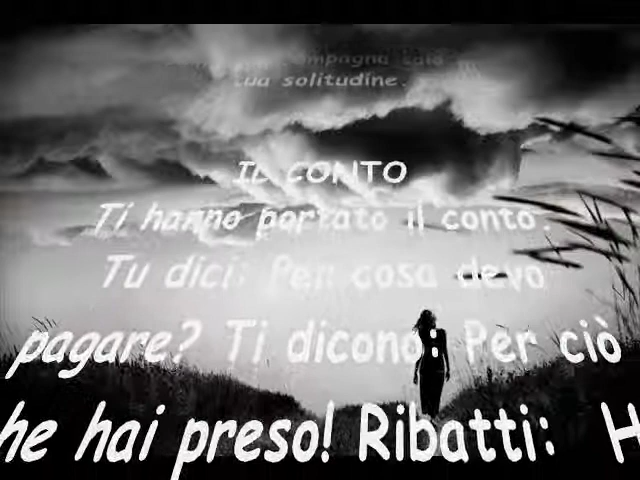 tua solitudine.
IL CONTO
Ti hanno portato il conto.
Tu dici: Per cosa devo
pagare? Ti dicono: Per ciò
he hai preso! Ribatti: H